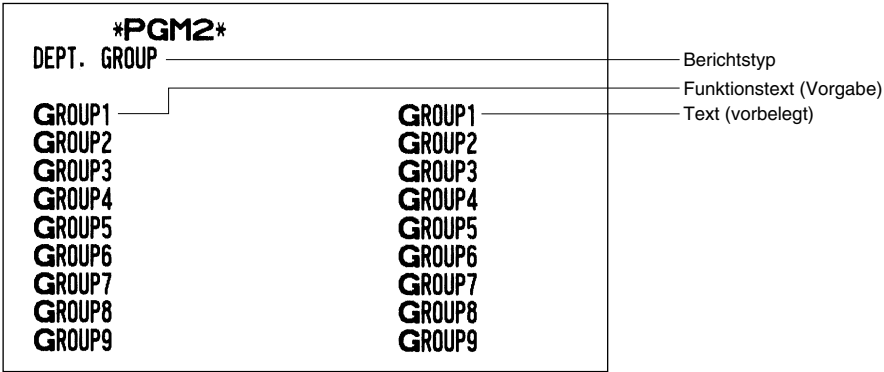 *PGM2*
DEPT. GROUP
Berichtstyp
Funktionstext (Vorgabe)
GROUP1 GROUP1
Text (vorbelegt)
GROUP2 GROUP2
GROUP3 GROUP3
GROUP4 GROUP4
GROUP5 GROUP5
GROUP6 GROUP6
GROUP7 GROUP7
GROUP8 GROUP8
GROUP9 GROUP9